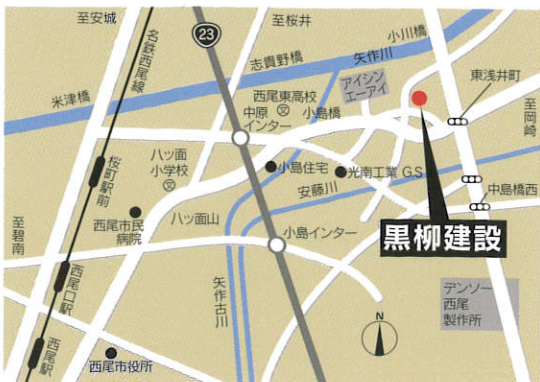 至安城
至桜井
23
小川橋
名鉄西尾線
志貴野橋
矢作川
米津橋
西尾東高校
小島橋
アイシン
エーアイ
東浅井町
至岡崎
中原
インター
八ッ面
小学校
小島住宅
光南工業 G.S
桜町駅前
安藤川
中島橋西
西尾市民
病院
八ッ面山
小島インター
黒柳建設
至碧南
西尾口駅
矢作古川
デンソー
西尾
製作所
N
西尾駅
西尾市役所